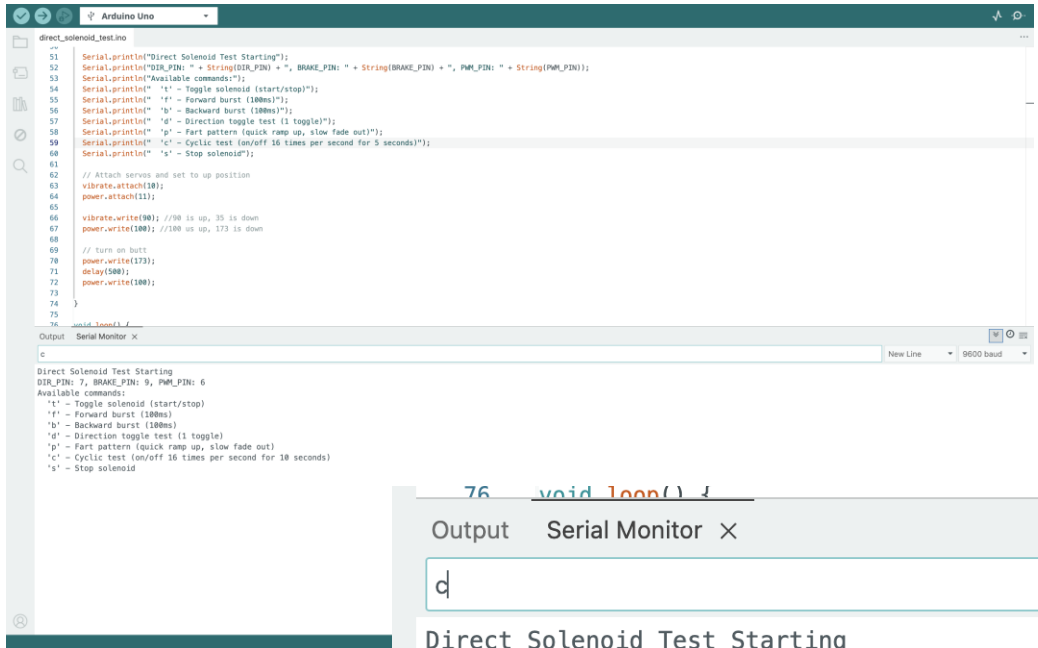 Arduino Uno
direct_solenoid_test.ino
51 Serial.println("Direct Solenoid Test Starting");
52 Serial.println("DIR_PIN: " + String(DIR_PIN) + ", BRAKE_PIN: " + String(BRAKE_PIN) + ", PWM_PIN: " + String(PWM_PIN));
53 Serial.println("Available commands:");
54 Serial.println("  't' – Toggle solenoid (start/stop)");
55 Serial.println("  'f' – Forward burst (100ms)");
56 Serial.println("  'b' – Backward burst (100ms)");
57 Serial.println("  'd' – Direction toggle test (1 toggle)");
58 Serial.println("  'p' – Fart pattern (quick ramp up, slow fade out)");
59 Serial.println("  'c' – Cyclic test (on/off 16 times per second for 5 seconds)");
60 Serial.println("  's' – Stop solenoid");
61
62 // Attach servos and set to up position
63 vibrate.attach(10);
64 power.attach(11);
65
66 vibrate.write(90); //90 is up, 35 is down
67 power.write(100); //100 us up, 173 is down
68
69 // turn on butt
70 power.write(173);
71 delay(500);
72 power.write(100);
73
74 }
75
76 void loop() {
Output Serial Monitor ×
c
New Line 9600 baud
Direct Solenoid Test Starting
DIR_PIN: 7, BRAKE_PIN: 9, PWM_PIN: 6
Available commands:
't' – Toggle solenoid (start/stop)
'f' – Forward burst (100ms)
'b' – Backward burst (100ms)
'd' – Direction toggle test (1 toggle)
'p' – Fart pattern (quick ramp up, slow fade out)
'c' – Cyclic test (on/off 16 times per second for 10 seconds)
's' – Stop solenoid
76 void loop() {
Output Serial Monitor ×
c
Direct Solenoid Test Starting